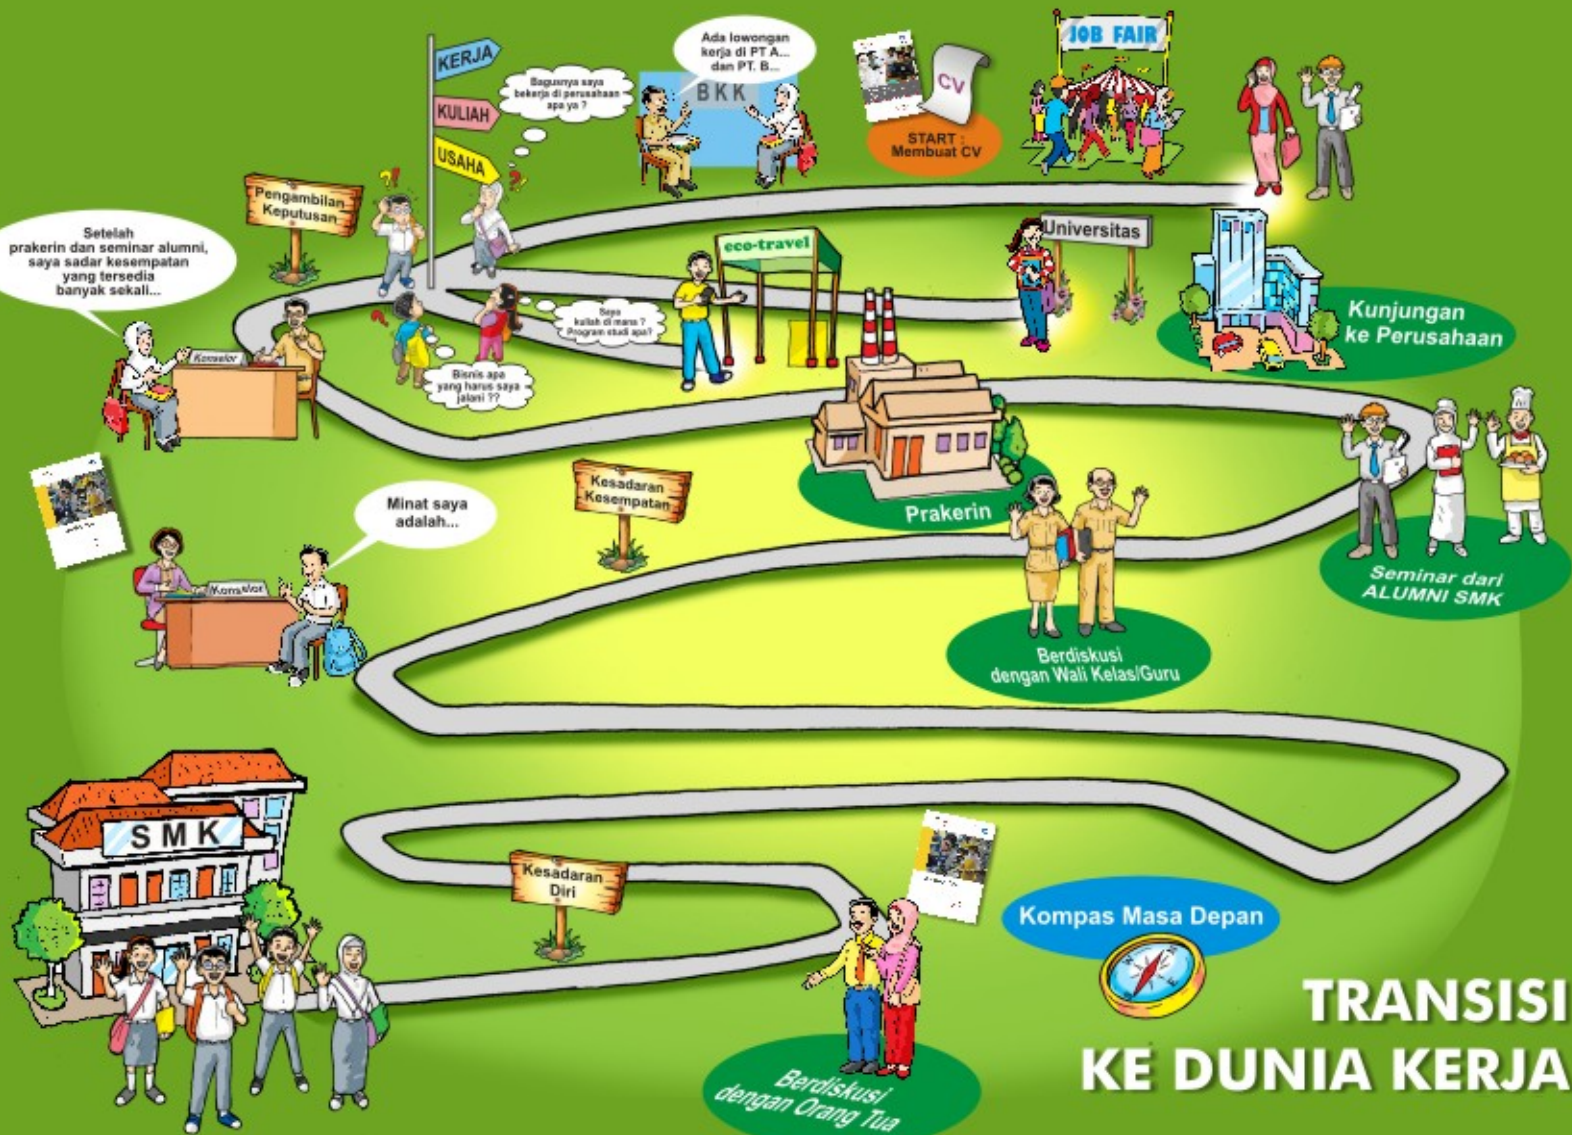 KERJA
KULIAH
USAHA
Bagusnya saya
bekerja di perusahaan
apa ya ?
Ada lowongan
kerja di PT A...
dan PT. B...
BKK
CV
START :
Membuat CV
JOB FAIR
Pengambilan
Keputusan
Setelah
prakerin dan seminar alumni,
saya sadar kesempatan
yang tersedia
banyak sekali...
Konselor
eco-travel
Universitas
Saya
kuliah di mana ?
Program studi apa?
Bisnis apa
yang harus saya
jalani ??
Kunjungan
ke Perusahaan
Kesadaran
Kesempatan
Prakerin
Minat saya
adalah...
Konselor
Seminar dari
ALUMNI SMK
Berdiskusi
dengan Wali Kelas/Guru
SMK
Kesadaran
Diri
Kompas Masa Depan
Berdiskusi
dengan Orang Tua
TRANSISI
KE DUNIA KERJA